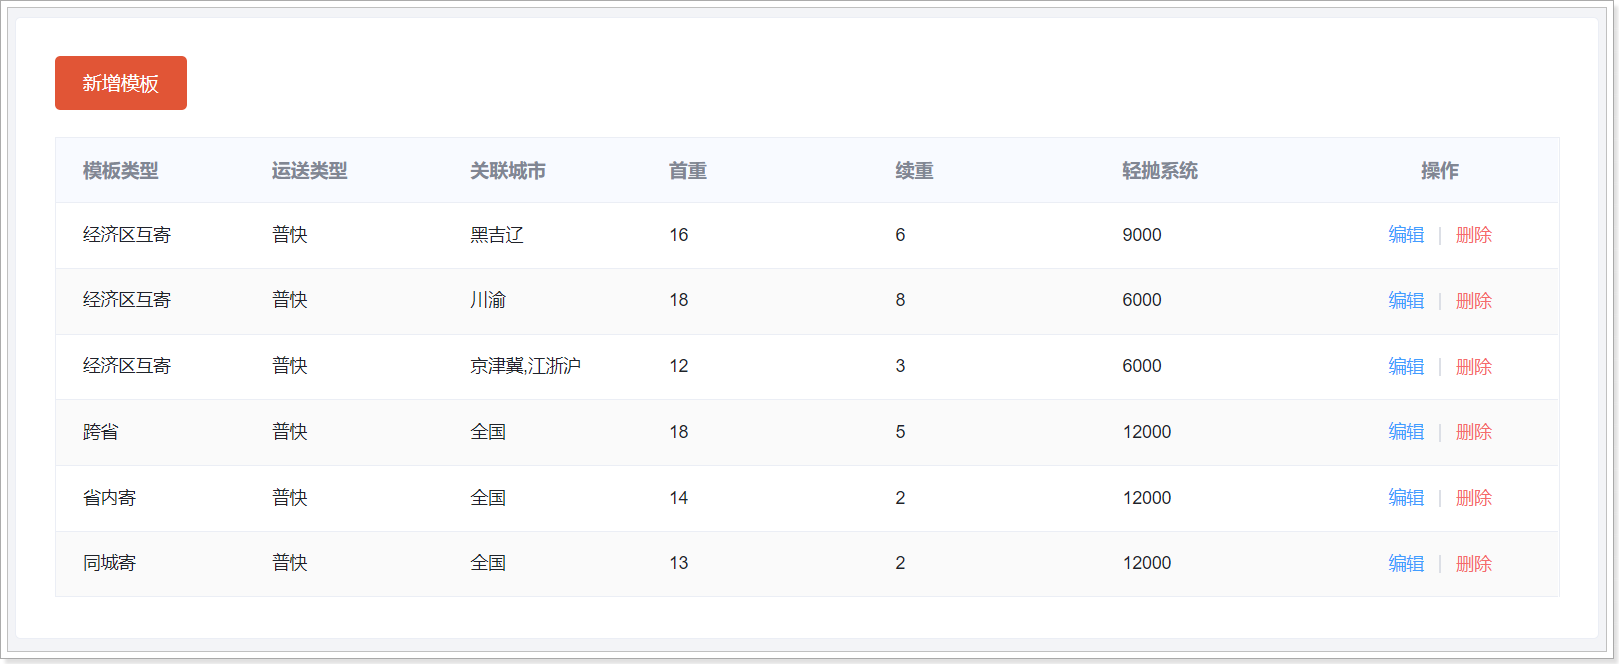 新增模板
模板类型 运送类型 关联城市 首重 续重 轻抛系统 操作
经济区互寄 普快 黑吉辽 16 6 9000 编辑 | 删除
经济区互寄 普快 川渝 18 8 6000 编辑 | 删除
经济区互寄 普快 京津冀,江浙沪 12 3 6000 编辑 | 删除
跨省 普快 全国 18 5 12000 编辑 | 删除
省内寄 普快 全国 14 2 12000 编辑 | 删除
同城寄 普快 全国 13 2 12000 编辑 | 删除